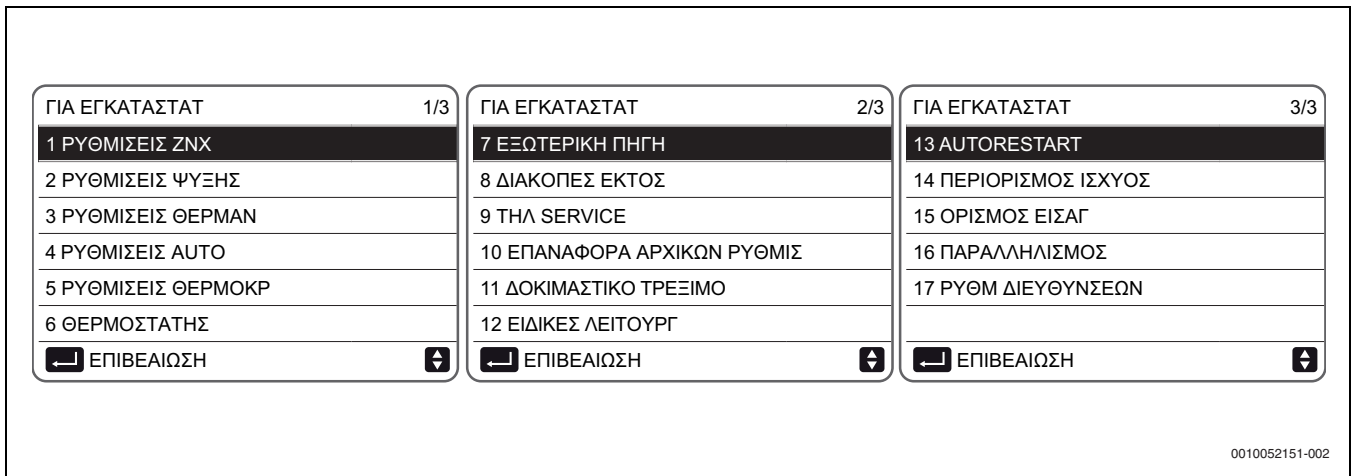 ΓΙΑ ΕΓΚΑΤΑΣΤΑΤ 1/3
1 ΡΥΘΜΙΣΕΙΣ ΖΝΧ
2 ΡΥΘΜΙΣΕΙΣ ΨΥΞΗΣ
3 ΡΥΘΜΙΣΕΙΣ ΘΕΡΜΑΝ
4 ΡΥΘΜΙΣΕΙΣ AUTO
5 ΡΥΘΜΙΣΕΙΣ ΘΕΡΜΟΚΡ
6 ΘΕΡΜΟΣΤΑΤΗΣ
ΕΠΙΒΕΑΙΩΣΗ
ΓΙΑ ΕΓΚΑΤΑΣΤΑΤ 2/3
7 ΕΞΩΤΕΡΙΚΗ ΠΗΓΗ
8 ΔΙΑΚΟΠΕΣ ΕΚΤΟΣ
9 ΤΗΛ SERVICE
10 ΕΠΑΝΑΦΟΡΑ ΑΡΧΙΚΩΝ ΡΥΘΜΙΣ
11 ΔΟΚΙΜΑΣΤΙΚΟ ΤΡΕΞΙΜΟ
12 ΕΙΔΙΚΕΣ ΛΕΙΤΟΥΡΓ
ΕΠΙΒΕΑΙΩΣΗ
ΓΙΑ ΕΓΚΑΤΑΣΤΑΤ 3/3
13 AUTORESTART
14 ΠΕΡΙΟΡΙΣΜΟΣ ΙΣΧΥΟΣ
15 ΟΡΙΣΜΟΣ ΕΙΣΑΓ
16 ΠΑΡΑΛΛΗΛΙΣΜΟΣ
17 ΡΥΘΜ ΔΙΕΥΘΥΝΣΕΩΝ
ΕΠΙΒΕΑΙΩΣΗ
0010052151-002